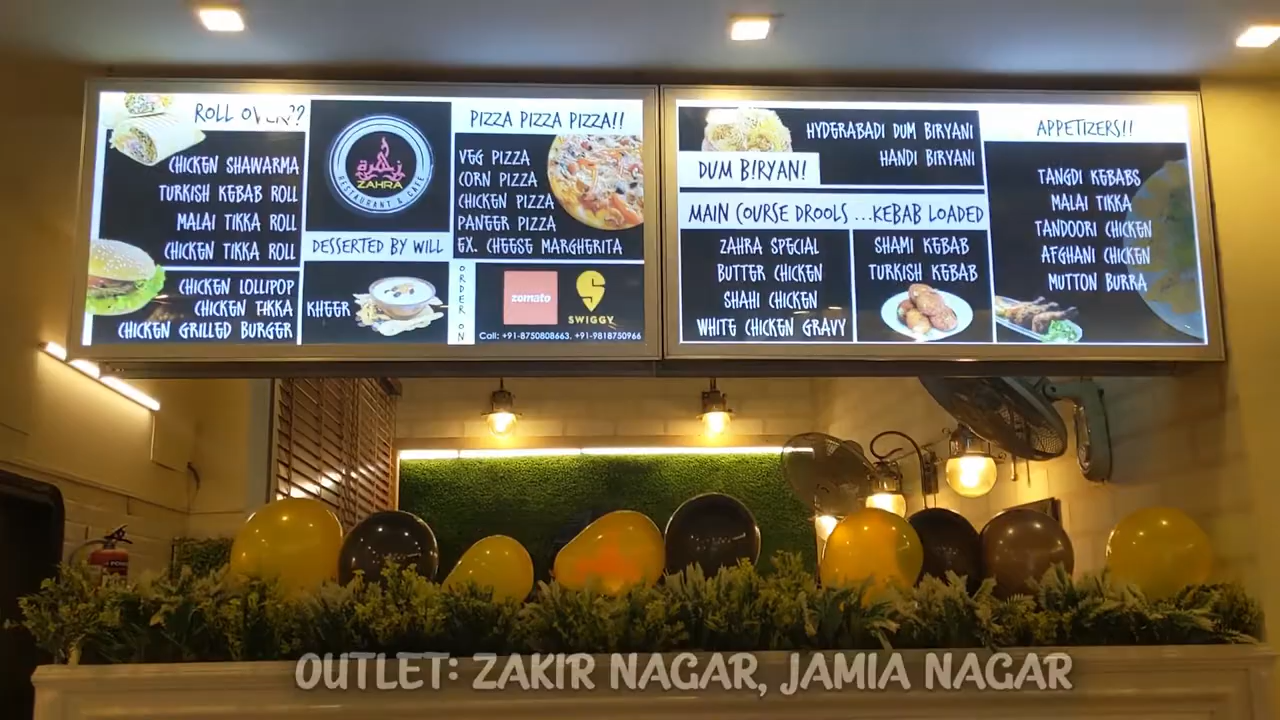 ROLL OVER??
CHICKEN SHAWARMA
TURKISH KEBAB ROLL
MALAI TIKKA ROLL
CHICKEN TIKKA ROLL
CHICKEN LOLLIPOP
CHICKEN TIKKA
CHICKEN GRILLED BURGER
زهرة
ZAHRA
RESTAURANT & CAFE
DESSERTED BY WILL
KHEER
PIZZA PIZZA PIZZA!!
VEG PIZZA
CORN PIZZA
CHICKEN PIZZA
PANEER PIZZA
EX. CHEESE MARGHERITA
ORDER ON
zomato
SWIGGY
Call: +91-8750808663, +91-9818750966
HYDERABADI DUM BIRYANI
HANDI BIRYANI
DUM B!RYAN!
MAIN COURSE DROOLS ...KEBAB LOADED
ZAHRA SPECIAL
BUTTER CHICKEN
SHAHI CHICKEN
WHITE CHICKEN GRAVY
SHAMI KEBAB
TURKISH KEBAB
APPETIZERS!!
TANGDI KEBABS
MALAI TIKKA
TANDOORI CHICKEN
AFGHANI CHICKEN
MUTTON BURRA
OUTLET: ZAKIR NAGAR, JAMIA NAGAR